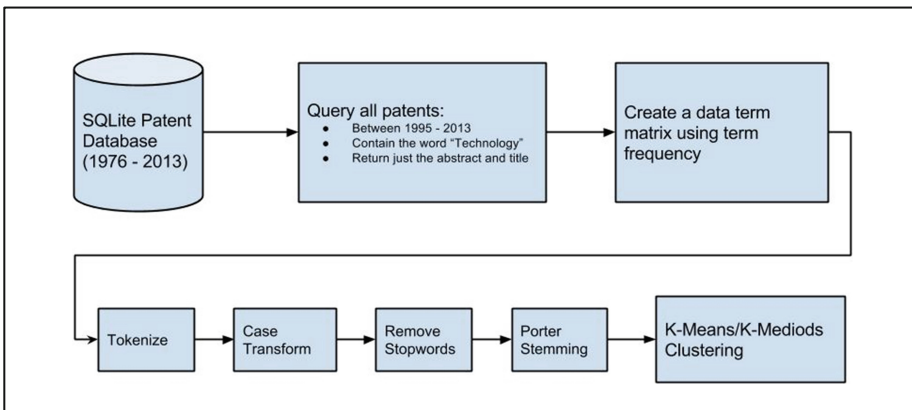 SQLite Patent
Database
(1976 - 2013)
Query all patents:
● Between 1995 - 2013
● Contain the word “Technology”
● Return just the abstract and title
Create a data term
matrix using term
frequency
Tokenize
Case
Transform
Remove
Stopwords
Porter
Stemming
K-Means/K-Mediods
Clustering